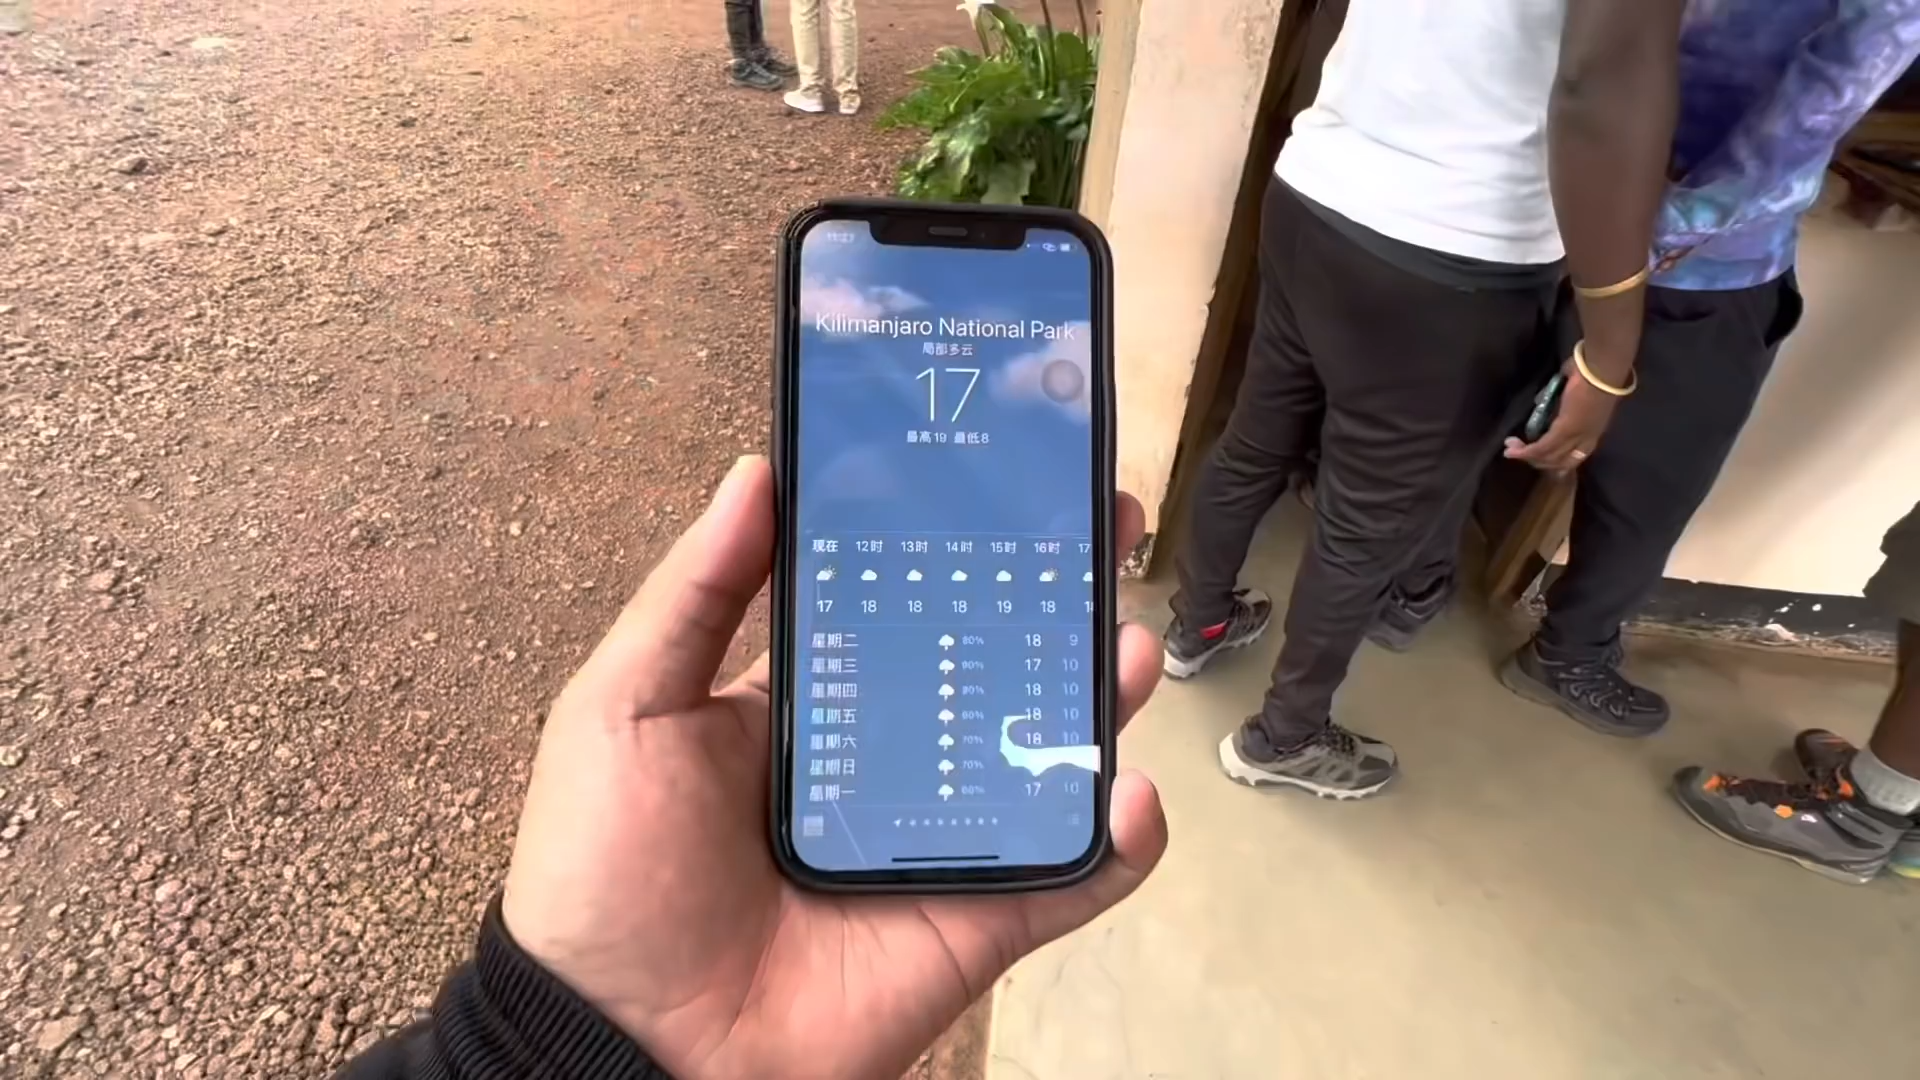 11:27
Kilimanjaro National Park
局部多云
17
最高19 最低8
现在 12时 13时 14时 15时 16时 17
17 18 18 18 19 18
星期二 80% 18 9
星期三 17 10
星期四 18 10
星期五 60% 18 10
星期六 70% 18 10
星期日 70%
星期一 60% 17 10